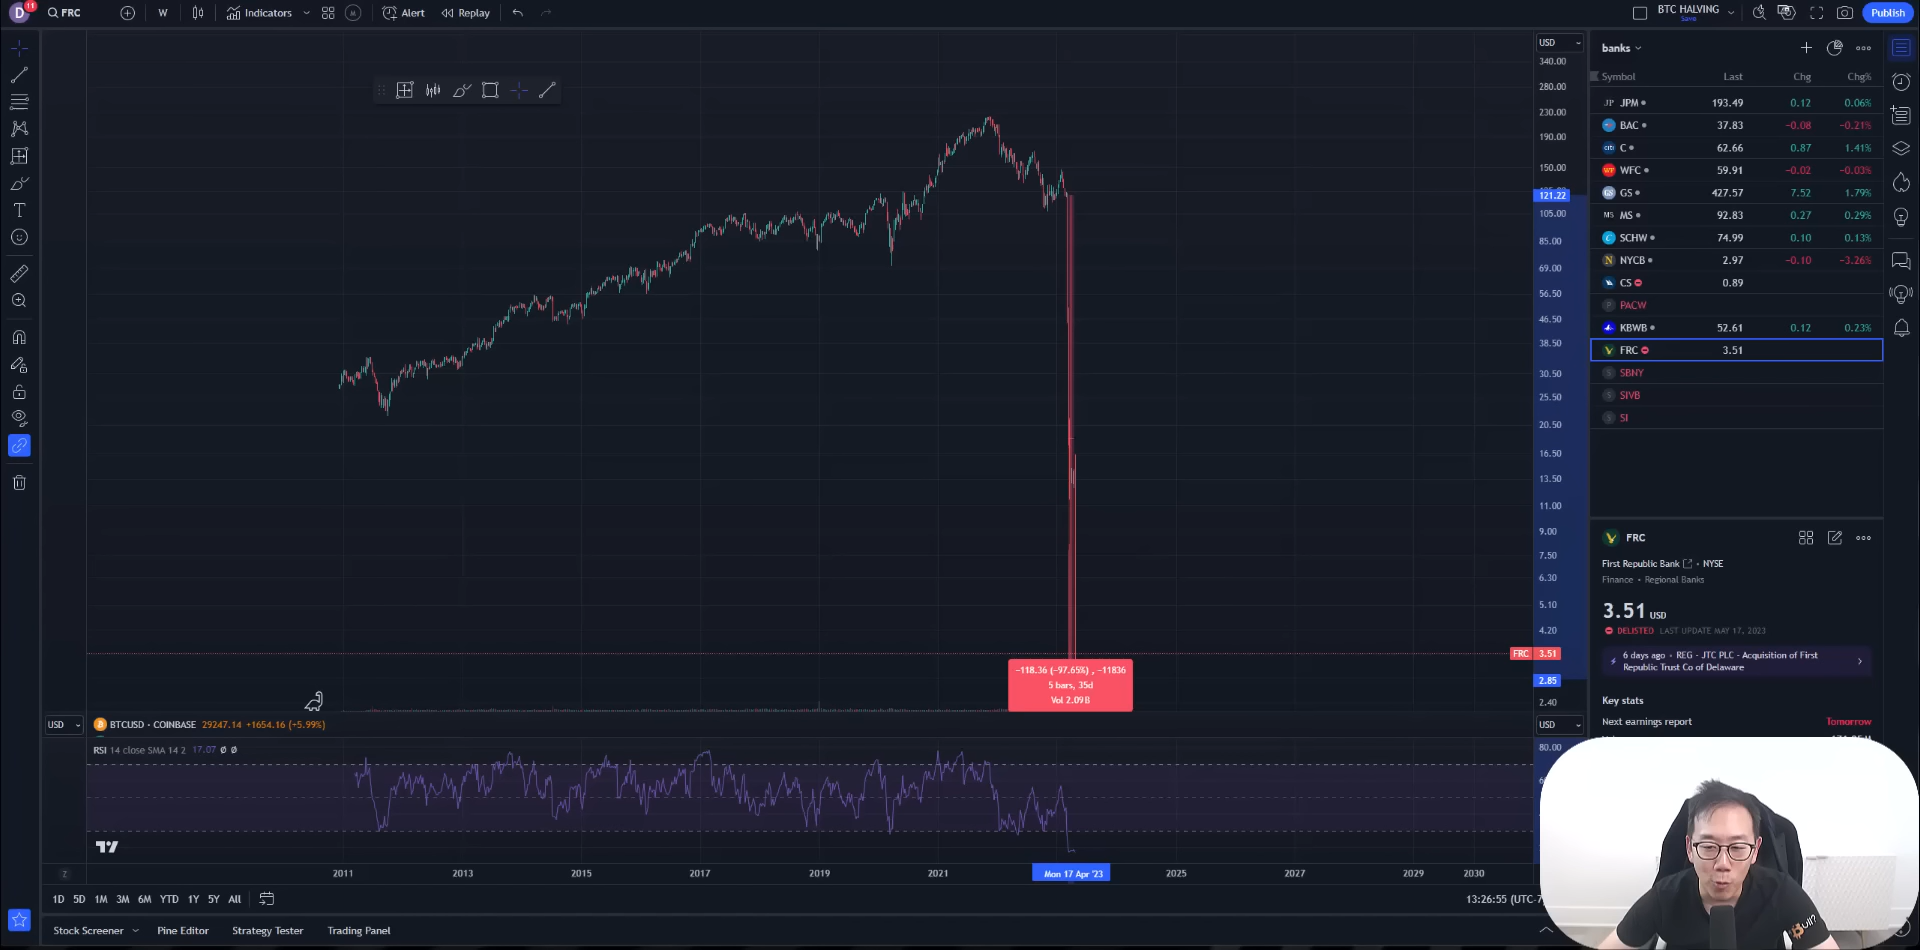 D 11 FRC W Indicators M Alert Replay BTC HALVING Save Publish
USD
340.00
280.00
230.00
190.00
150.00
121.22
105.00
85.00
69.00
56.50
46.50
38.50
30.50
25.50
20.50
16.50
13.50
11.00
9.00
7.50
6.30
5.10
4.20
FRC 3.51
2.85
2.40
-118.36 (-97.65%) , -11836
5 bars, 35d
Vol 2.09B
USD BTCUSD • COINBASE 29247.14 +1654.16 (+5.99%) USD
RSI 14 close SMA 14 2 17.07 Ø Ø 80.00
2011 2013 2015 2017 2019 2021 Mon 17 Apr '23 2025 2027 2029 2030
Z
1D 5D 1M 3M 6M YTD 1Y 5Y All 13:26:55 (UTC-7
Stock Screener Pine Editor Strategy Tester Trading Panel
banks
Symbol Last Chg Chg%
JP JPM 193.49 0.12 0.06%
BAC 37.83 -0.08 -0.21%
citi C 62.66 0.87 1.41%
WFC 59.91 -0.02 -0.03%
GS 427.57 7.52 1.79%
MS MS 92.83 0.27 0.29%
SCHW 74.99 0.10 0.13%
N NYCB 2.97 -0.10 -3.26%
CS 0.89
P PACW
KBWB 52.61 0.12 0.23%
FRC 3.51
S SBNY
S SIVB
S SI
FRC
First Republic Bank • NYSE
Finance • Regional Banks
3.51 USD
DELISTED LAST UPDATE MAY 17, 2023
6 days ago • REG - JTC PLC - Acquisition of First
Republic Trust Co of Delaware
Key stats
Next earnings report Tomorrow